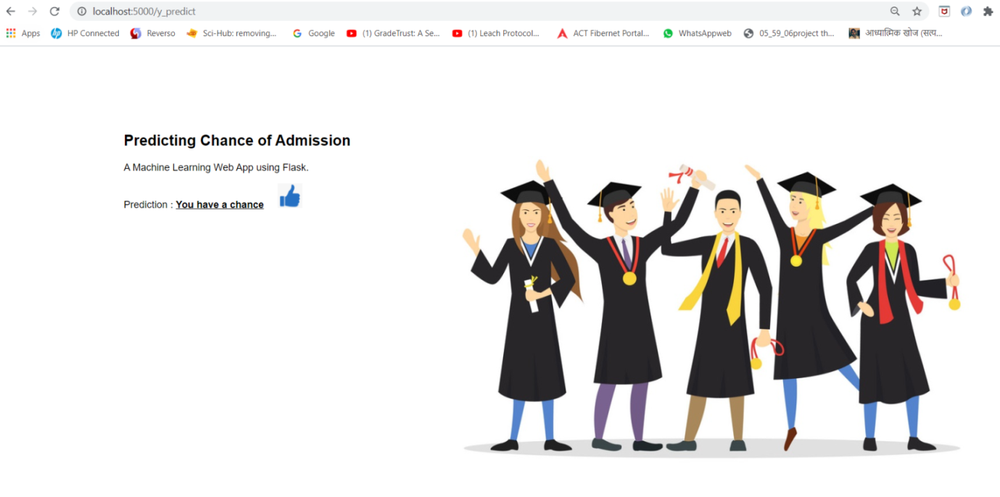 localhost:5000/y_predict
Apps HP Connected Reverso Sci-Hub: removing... Google (1) GradeTrust: A Se... (1) Leach Protocol... ACT Fibernet Portal... WhatsAppweb 05_59_06project th... आध्यात्मिक खोज (सत्य...
Predicting Chance of Admission
A Machine Learning Web App using Flask.
Prediction : You have a chance